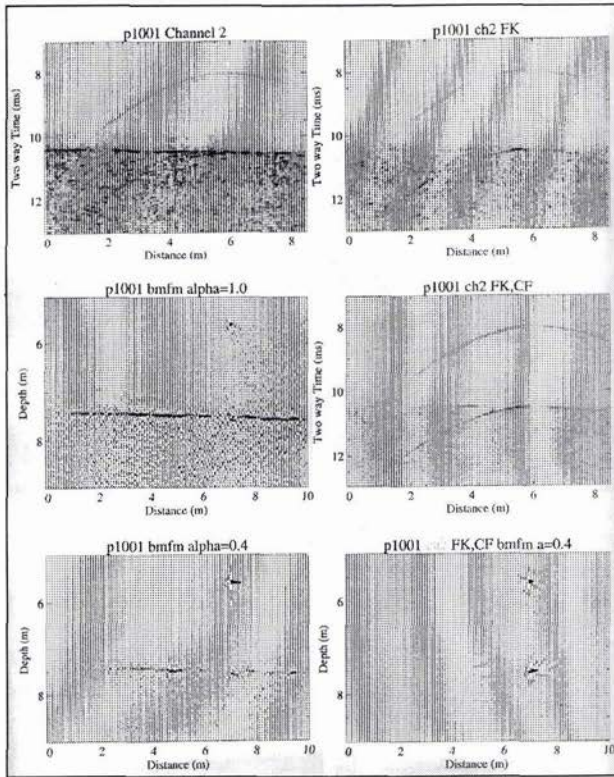 p1001 Channel 2
8
10
12
Two way Time (ms)
0 2 4 6 8
Distance (m)
p1001 ch2 FK
8
10
12
Two way Time (ms)
0 2 4 6 8
Distance (m)
p1001 bmfm alpha=1.0
6
8
Depth (m)
0 2 4 6 8 10
Distance (m)
p1001 ch2 FK,CF
8
10
12
Two way Time (ms)
0 2 4 6 8
Distance (m)
p1001 bmfm alpha=0.4
6
8
Depth (m)
0 2 4 6 8 10
Distance (m)
p1001 FK,CF bmfm a=0.4
6
8
Depth (m)
0 2 4 6 8 10
Distance (m)